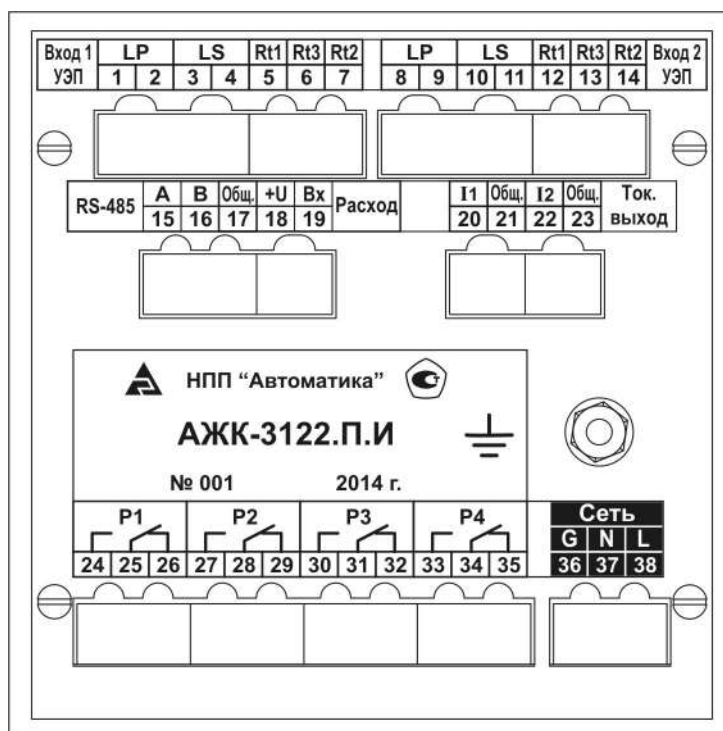 Вход 1 LP LS Rt1 Rt3 Rt2 LP LS Rt1 Rt3 Rt2 Вход 2
УЭП 1 2 3 4 5 6 7 8 9 10 11 12 13 14 УЭП
RS-485 A B Общ. +U Вх Расход I1 Общ. I2 Общ. Ток. выход
15 16 17 18 19 20 21 22 23
НПП “Автоматика”
АЖК-3122.П.И
№ 001 2014 г.
P1 P2 P3 P4 Сеть
G N L
24 25 26 27 28 29 30 31 32 33 34 35 36 37 38